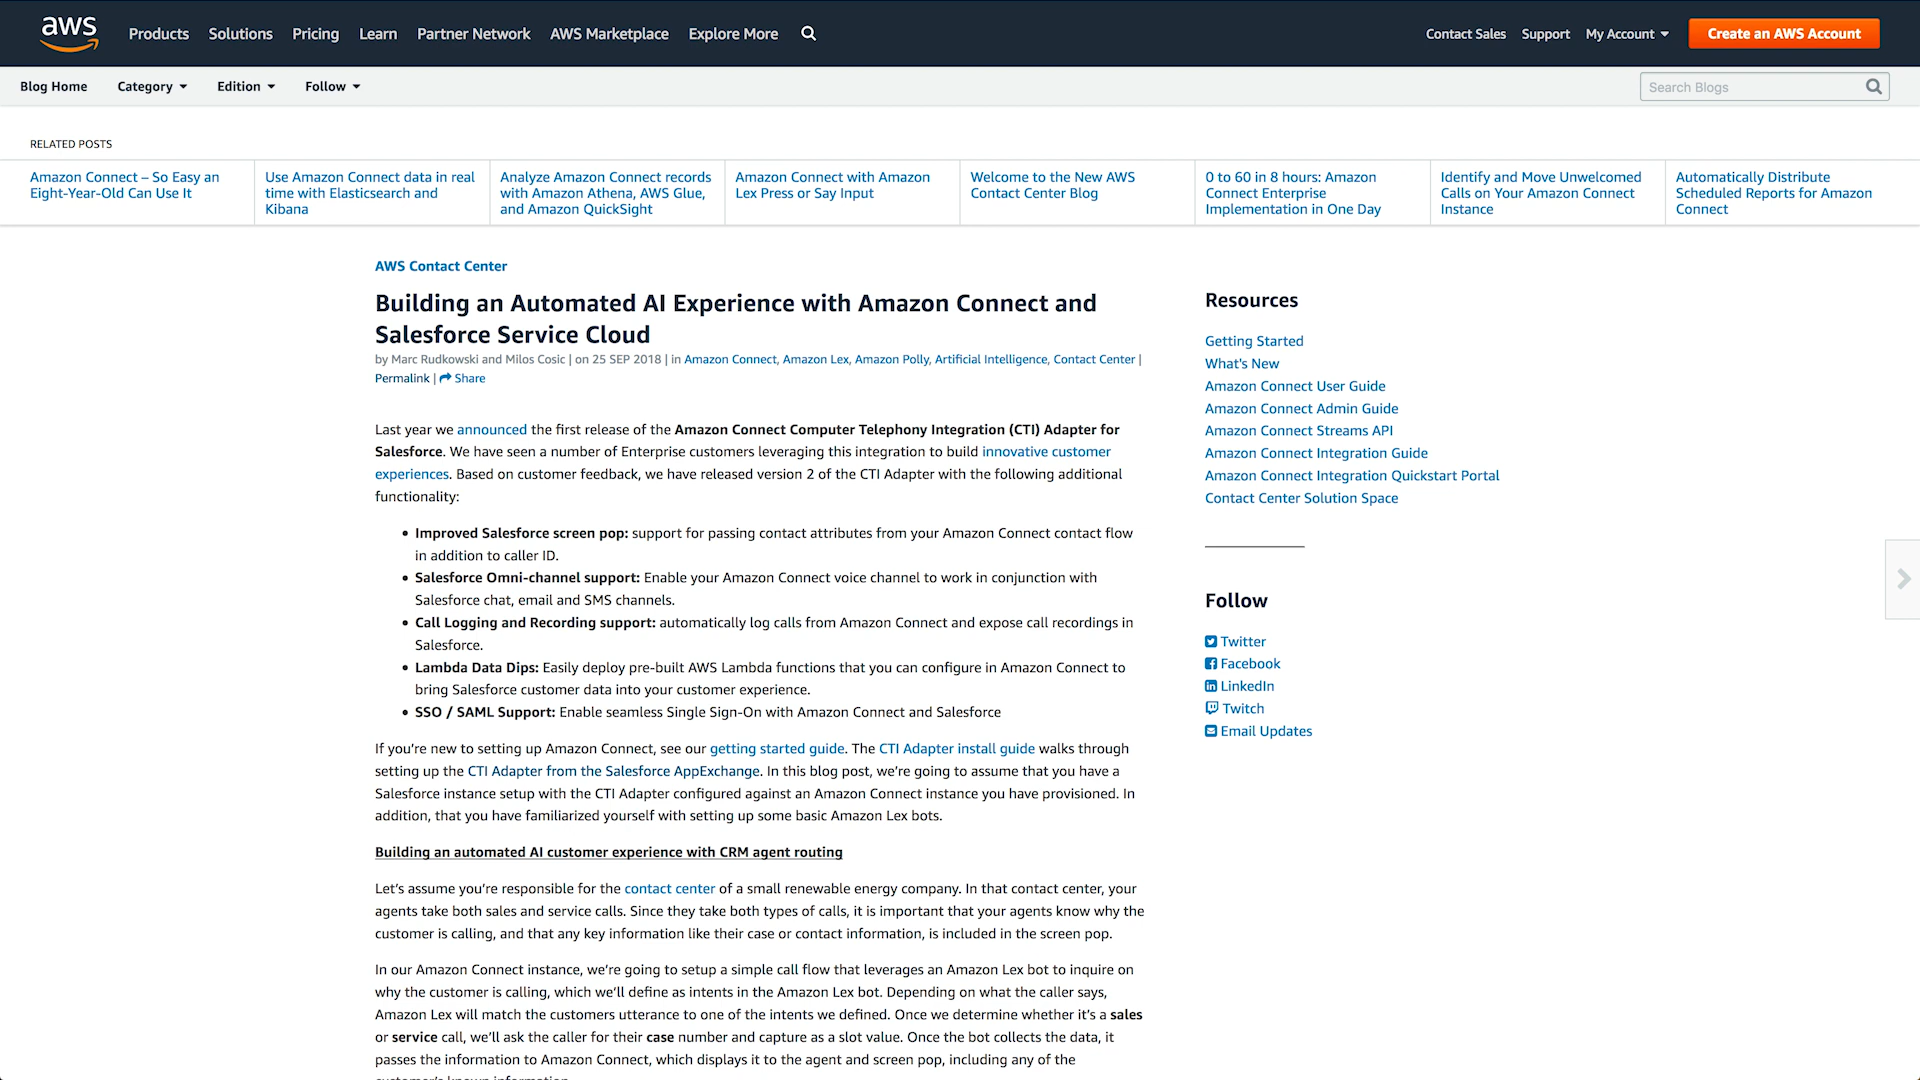 aws
Products Solutions Pricing Learn Partner Network AWS Marketplace Explore More
Contact Sales Support My Account Create an AWS Account
Blog Home Category Edition Follow
Search Blogs
RELATED POSTS
Amazon Connect – So Easy an
Eight-Year-Old Can Use It
Use Amazon Connect data in real
time with Elasticsearch and
Kibana
Analyze Amazon Connect records
with Amazon Athena, AWS Glue,
and Amazon QuickSight
Amazon Connect with Amazon
Lex Press or Say Input
Welcome to the New AWS
Contact Center Blog
0 to 60 in 8 hours: Amazon
Connect Enterprise
Implementation in One Day
Identify and Move Unwelcomed
Calls on Your Amazon Connect
Instance
Automatically Distribute
Scheduled Reports for Amazon
Connect
AWS Contact Center
Building an Automated AI Experience with Amazon Connect and
Salesforce Service Cloud
by Marc Rudkowski and Milos Cosic | on 25 SEP 2018 | in Amazon Connect, Amazon Lex, Amazon Polly, Artificial Intelligence, Contact Center |
Permalink | Share
Last year we announced the first release of the Amazon Connect Computer Telephony Integration (CTI) Adapter for
Salesforce. We have seen a number of Enterprise customers leveraging this integration to build innovative customer
experiences. Based on customer feedback, we have released version 2 of the CTI Adapter with the following additional
functionality:
• Improved Salesforce screen pop: support for passing contact attributes from your Amazon Connect contact flow
in addition to caller ID.
• Salesforce Omni-channel support: Enable your Amazon Connect voice channel to work in conjunction with
Salesforce chat, email and SMS channels.
• Call Logging and Recording support: automatically log calls from Amazon Connect and expose call recordings in
Salesforce.
• Lambda Data Dips: Easily deploy pre-built AWS Lambda functions that you can configure in Amazon Connect to
bring Salesforce customer data into your customer experience.
• SSO / SAML Support: Enable seamless Single Sign-On with Amazon Connect and Salesforce
If you're new to setting up Amazon Connect, see our getting started guide. The CTI Adapter install guide walks through
setting up the CTI Adapter from the Salesforce AppExchange. In this blog post, we're going to assume that you have a
Salesforce instance setup with the CTI Adapter configured against an Amazon Connect instance you have provisioned. In
addition, that you have familiarized yourself with setting up some basic Amazon Lex bots.
Building an automated AI customer experience with CRM agent routing
Let's assume you're responsible for the contact center of a small renewable energy company. In that contact center, your
agents take both sales and service calls. Since they take both types of calls, it is important that your agents know why the
customer is calling, and that any key information like their case or contact information, is included in the screen pop.
In our Amazon Connect instance, we're going to setup a simple call flow that leverages an Amazon Lex bot to inquire on
why the customer is calling, which we'll define as intents in the Amazon Lex bot. Depending on what the caller says,
Amazon Lex will match the customers utterance to one of the intents we defined. Once we determine whether it's a sales
or service call, we'll ask the caller for their case number and capture as a slot value. Once the bot collects the data, it
passes the information to Amazon Connect, which displays it to the agent and screen pop, including any of the
customer's known information.
Resources
Getting Started
What's New
Amazon Connect User Guide
Amazon Connect Admin Guide
Amazon Connect Streams API
Amazon Connect Integration Guide
Amazon Connect Integration Quickstart Portal
Contact Center Solution Space
Follow
Twitter
Facebook
LinkedIn
Twitch
Email Updates